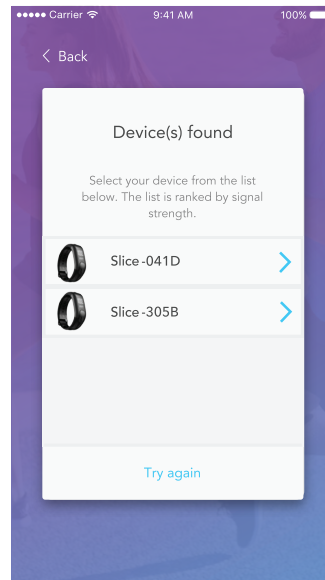 Carrier 9:41 AM 100%
Back
Device(s) found
Select your device from the list
below. The list is ranked by signal
strength.
Slice -041D
Slice -305B
Try again